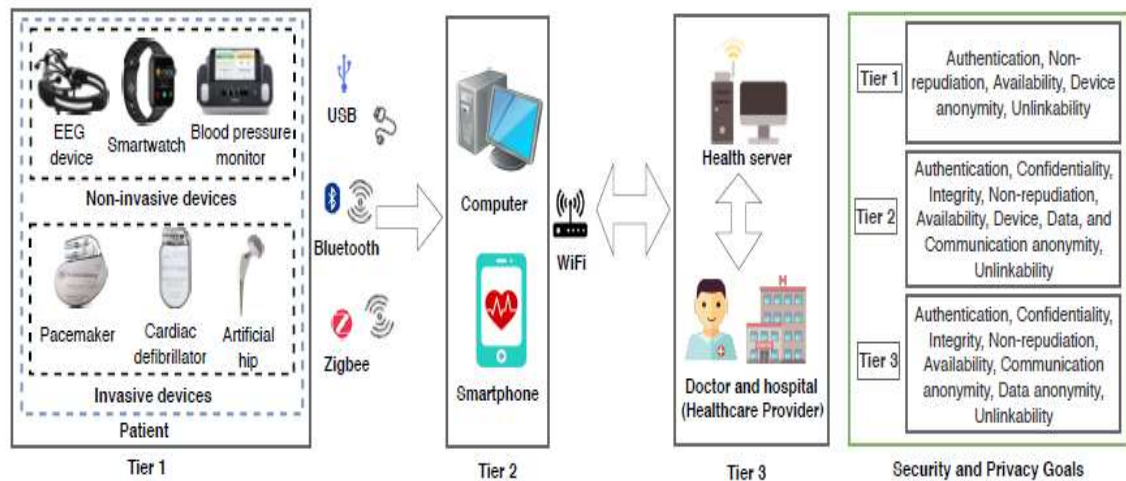 EEG
device
Smartwatch
Blood pressure
monitor
Non-invasive devices
Pacemaker
Cardiac
defibrillator
Artificial
hip
Invasive devices
Patient
Tier 1
USB
Bluetooth
Zigbee
Computer
Smartphone
Tier 2
WiFi
Health server
H
Doctor and hospital
(Healthcare Provider)
Tier 3
Tier 1
Authentication, Non-
repudiation, Availability, Device
anonymity, Unlinkability
Tier 2
Authentication, Confidentiality,
Integrity, Non-repudiation,
Availability, Device, Data, and
Communication anonymity,
Unlinkability
Tier 3
Authentication, Confidentiality,
Integrity, Non-repudiation,
Availability, Communication
anonymity, Data anonymity,
Unlinkability
Security and Privacy Goals